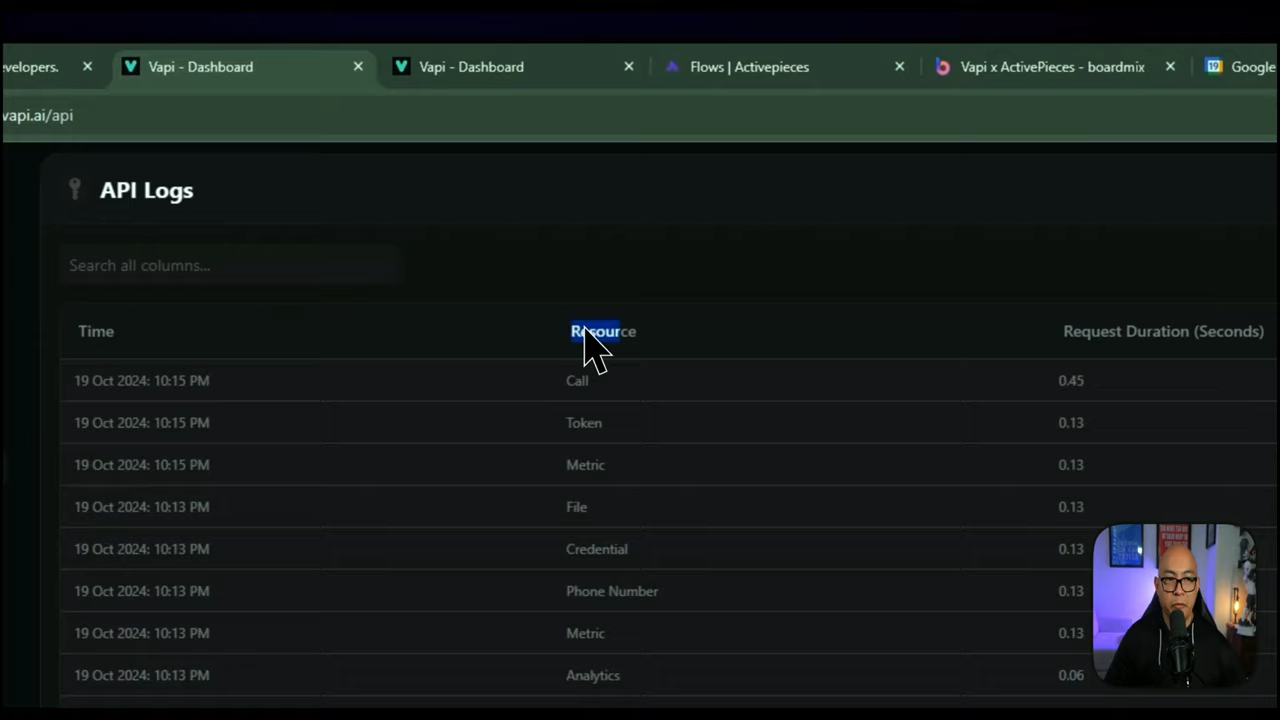 evelopers.
Vapi - Dashboard
Vapi - Dashboard
Flows | Activepieces
Vapi x ActivePieces - boardmix
19
Google
vapi.ai/api
API Logs
Search all columns...
Time Resource Request Duration (Seconds)
19 Oct 2024: 10:15 PM Call 0.45
19 Oct 2024: 10:15 PM Token 0.13
19 Oct 2024: 10:15 PM Metric 0.13
19 Oct 2024: 10:13 PM File 0.13
19 Oct 2024: 10:13 PM Credential 0.13
19 Oct 2024: 10:13 PM Phone Number 0.13
19 Oct 2024: 10:13 PM Metric 0.13
19 Oct 2024: 10:13 PM Analytics 0.06